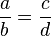 a/b = c/d